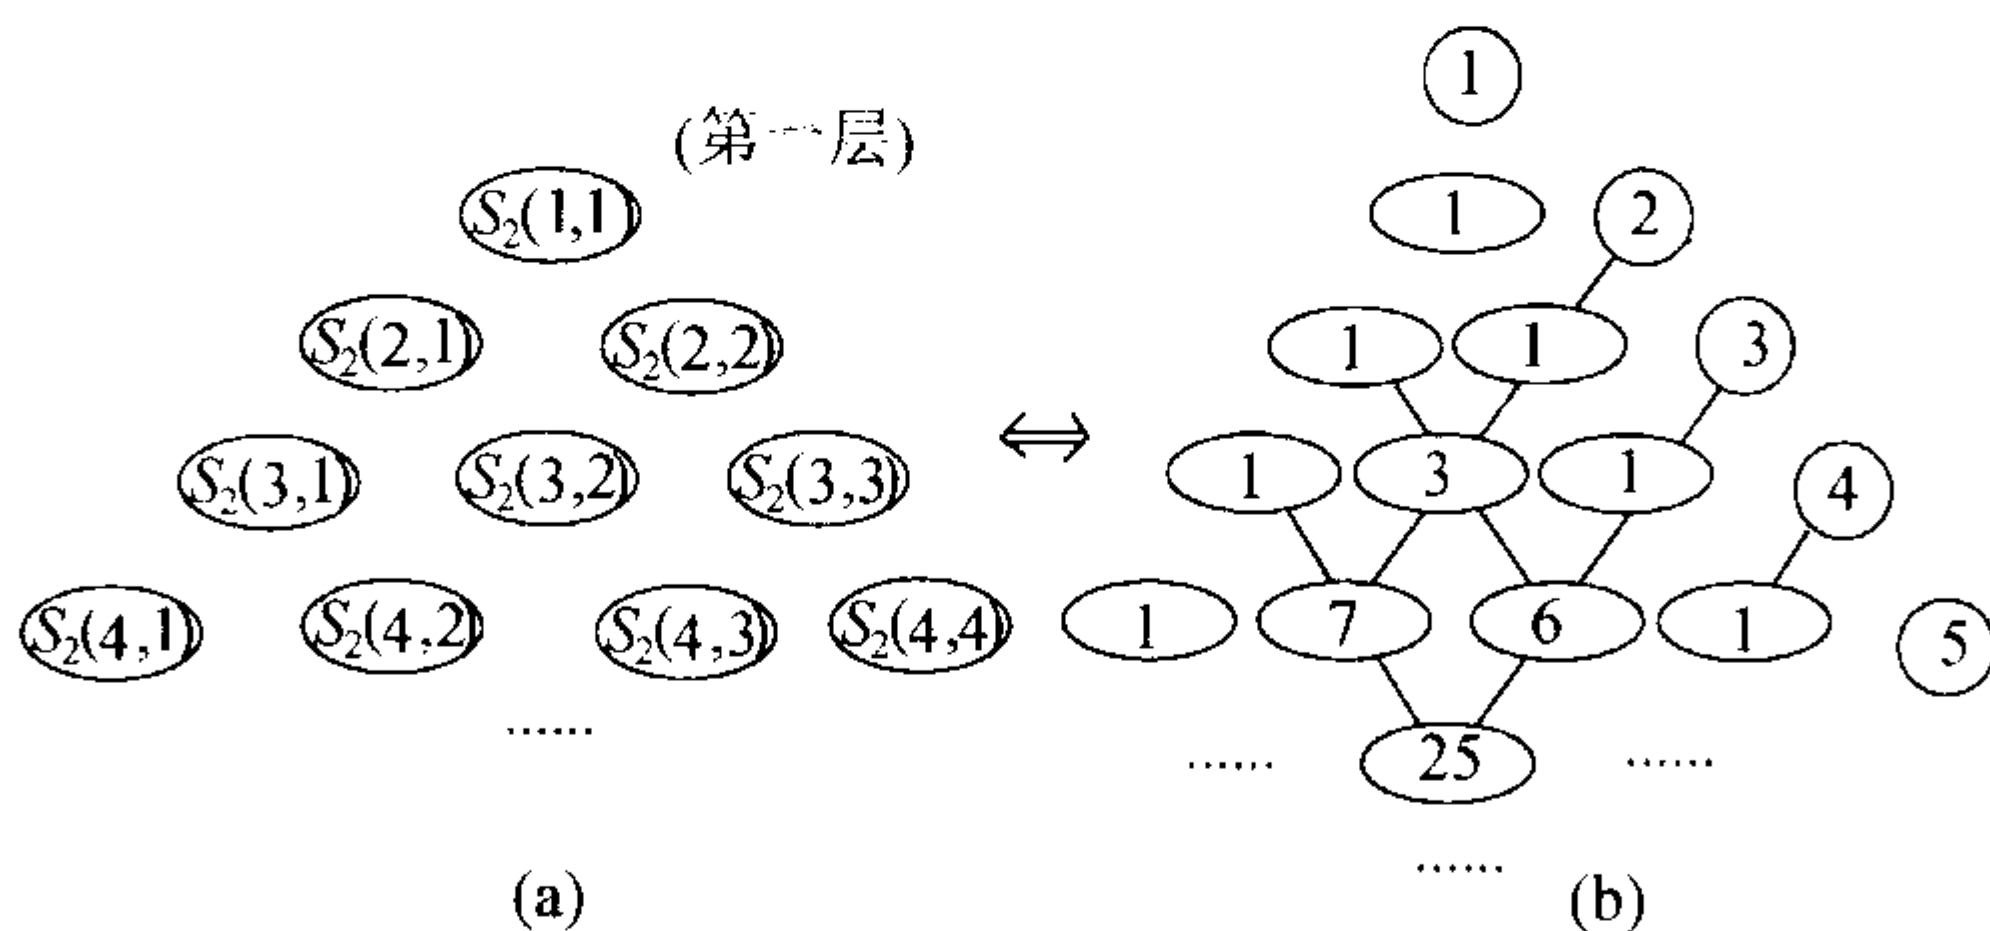 1
(第一层)
S₂(1,1) 1 2
S₂(2,1) S₂(2,2) 1 1 3
S₂(3,1) S₂(3,2) S₂(3,3) ⇔ 1 3 1 4
S₂(4,1) S₂(4,2) S₂(4,3) S₂(4,4) 1 7 6 1 5
...... ...... 25 ......
......
(a) (b)